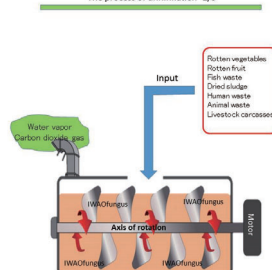 Rotten vegetables
Rotten fruit
Fish waste
Dried sludge
Human waste
Animal waste
Livestock carcasses
Input
Water vapor
Carbon dioxide gas
IWAOfungus
IWAOfungus
Axis of rotation
Motor
IWAOfungus
IWAOfungus